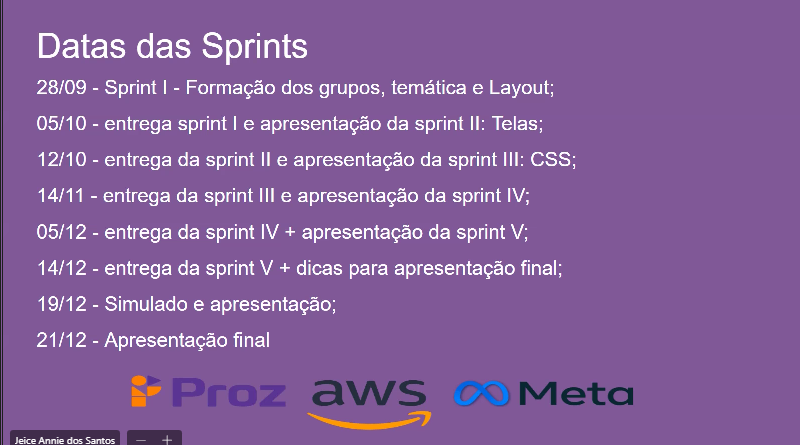 Datas das Sprints
28/09 - Sprint I - Formação dos grupos, temática e Layout;
05/10 - entrega sprint I e apresentação da sprint II: Telas;
12/10 - entrega da sprint II e apresentação da sprint III: CSS;
14/11 - entrega da sprint III e apresentação da sprint IV;
05/12 - entrega da sprint IV + apresentação da sprint V;
14/12 - entrega da sprint V + dicas para apresentação final;
19/12 - Simulado e apresentação;
21/12 - Apresentação final
Proz aws Meta
Jeice Annie dos Santos